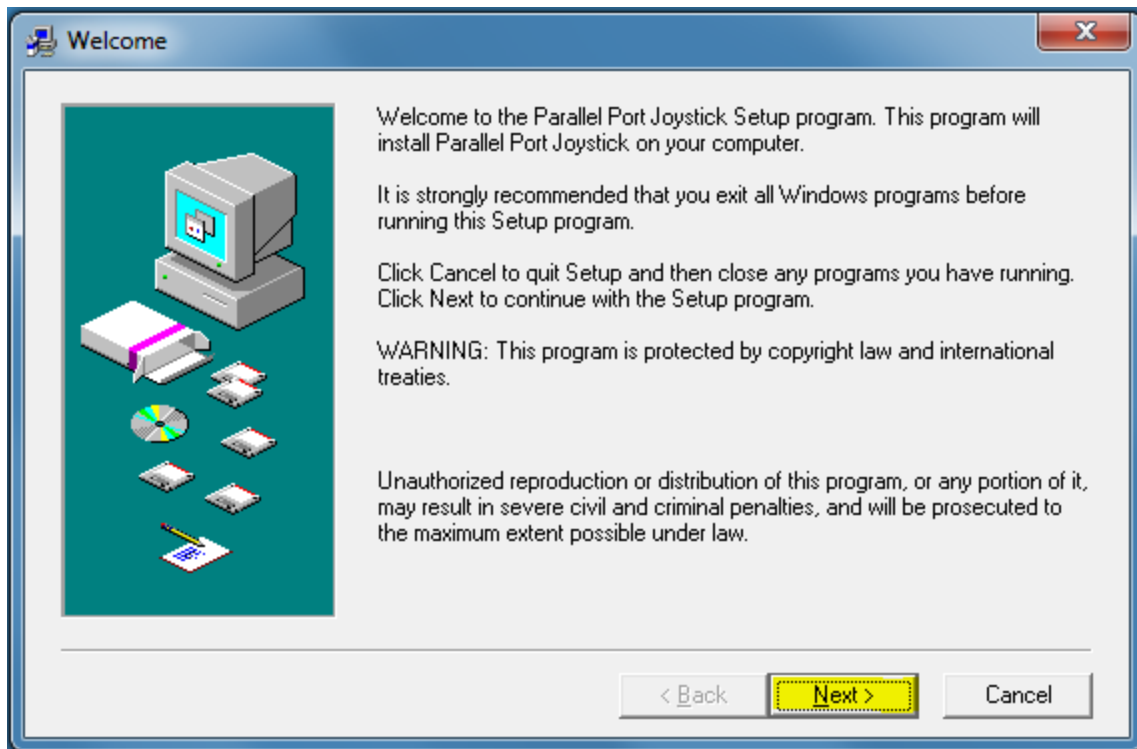 Welcome
Welcome to the Parallel Port Joystick Setup program. This program will
install Parallel Port Joystick on your computer.
It is strongly recommended that you exit all Windows programs before
running this Setup program.
Click Cancel to quit Setup and then close any programs you have running.
Click Next to continue with the Setup program.
WARNING: This program is protected by copyright law and international
treaties.
Unauthorized reproduction or distribution of this program, or any portion of it,
may result in severe civil and criminal penalties, and will be prosecuted to
the maximum extent possible under law.
< Back Next > Cancel